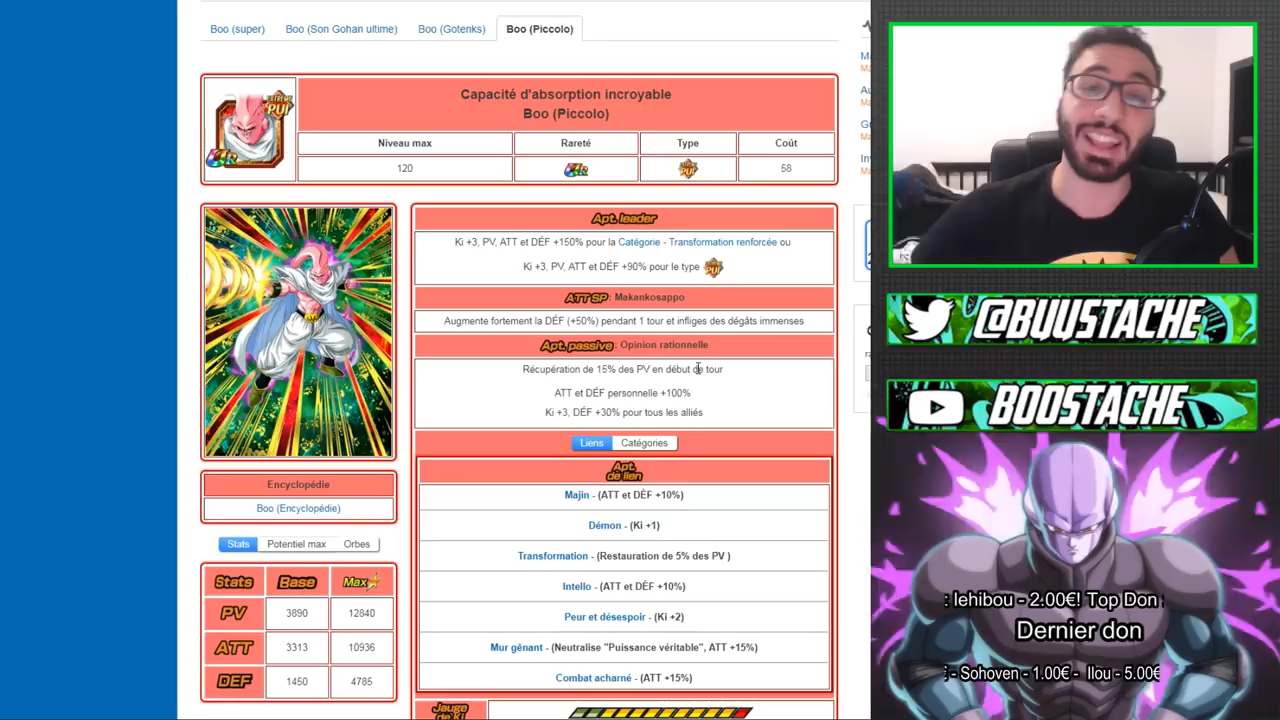 Boo (super) Boo (Son Gohan ultime) Boo (Gotenks) Boo (Piccolo)
Capacité d'absorption incroyable
Boo (Piccolo)
Niveau max Rareté Type Coût
120 UR EXTREME PUI 58
Apt. leader
Ki +3, PV, ATT et DÉF +150% pour la Catégorie - Transformation renforcée ou
Ki +3, PV, ATT et DÉF +90% pour le type PUI
ATT SP : Makankosappo
Augmente fortement la DÉF (+50%) pendant 1 tour et infliges des dégâts immenses
Apt. passive : Opinion rationnelle
Récupération de 15% des PV en début de tour
ATT et DÉF personnelle +100%
Ki +3, DÉF +30% pour tous les alliés
Liens Catégories
Apt. de lien
Majin - (ATT et DÉF +10%)
Démon - (Ki +1)
Transformation - (Restauration de 5% des PV )
Intello - (ATT et DÉF +10%)
Peur et désespoir - (Ki +2)
Mur gênant - (Neutralise "Puissance véritable", ATT +15%)
Combat acharné - (ATT +15%)
Jauge de Ki
Encyclopédie
Boo (Encyclopédie)
Stats Potentiel max Orbes
Stats Base Max
PV 3890 12840
ATT 3313 10936
DEF 1450 4785
@BUUSTACHE
BOOSTACHE
: Iehibou - 2.00€! Top Don
Dernier don
- Sohoven - 1.00€ - Ilou - 5.00€